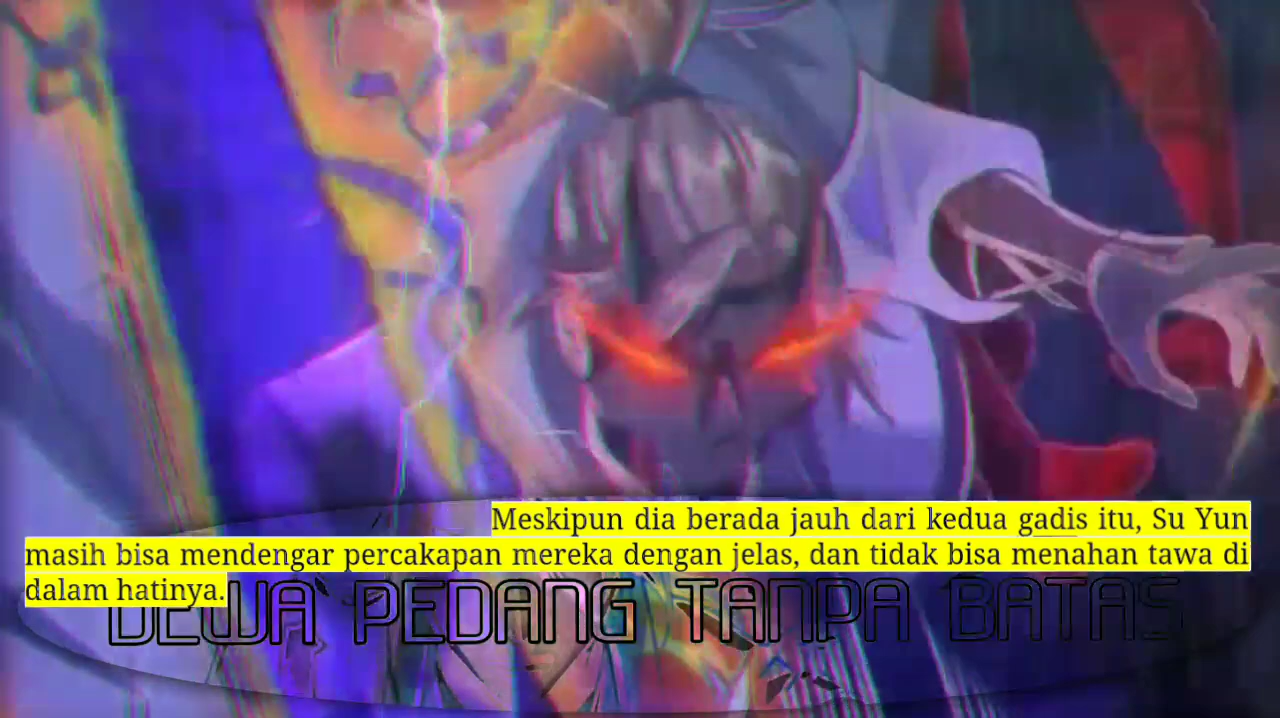 Meskipun dia berada jauh dari kedua gadis itu, Su Yun
masih bisa mendengar percakapan mereka dengan jelas, dan tidak bisa menahan tawa di
dalam hatinya.
DEWA PEDANG TANPA BATAS